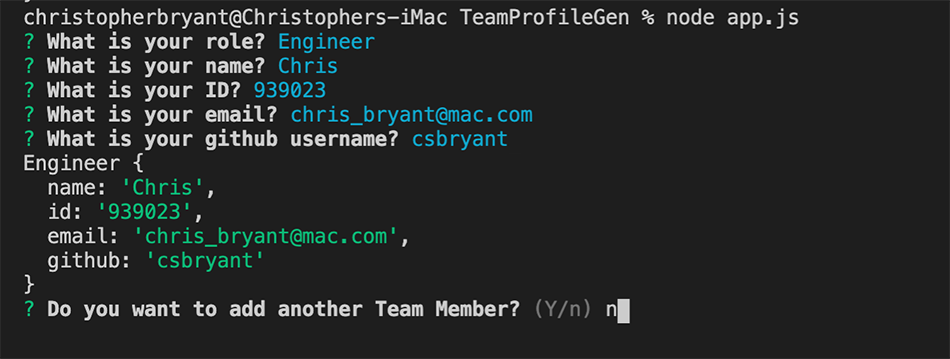 christopherbryant@Christophers-iMac TeamProfileGen % node app.js
? What is your role? Engineer
? What is your name? Chris
? What is your ID? 939023
? What is your email? chris_bryant@mac.com
? What is your github username? csbryant
Engineer {
  name: 'Chris',
  id: '939023',
  email: 'chris_bryant@mac.com',
  github: 'csbryant'
}
? Do you want to add another Team Member? (Y/n) n